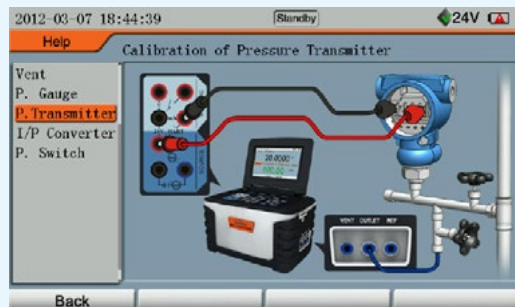 2012-03-07 18:44:39 Standby 24V
Help Calibration of Pressure Transmitter
Vent
P. Gauge
P.Transmitter
I/P Converter
P. Switch
VENT OUTLET REF
Back